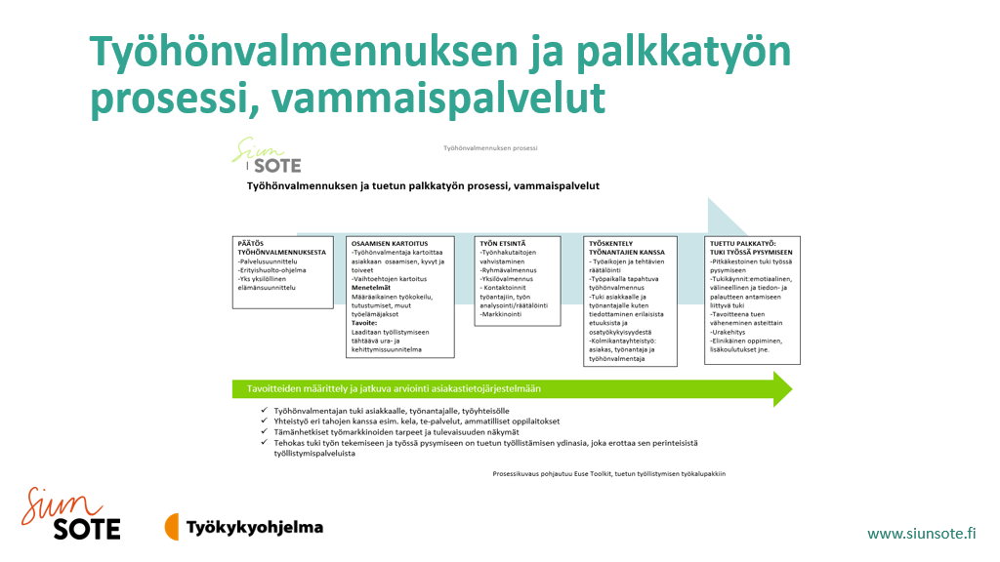 Työhönvalmennuksen ja palkkatyön
prosessi, vammaispalvelut
Siun
SOTE
Työhönvalmennuksen prosessi
Työhönvalmennuksen ja tuetun palkkatyön prosessi, vammaispalvelut
PÄÄTÖS
TYÖHÖNVALMENNUKSESTA
-Palvelusuunnittelu
-Erityishuolto-ohjelma
-Yks yksilöllinen
elämänsuunnittelu
OSAAMISEN KARTOITUS
-Työhönvalmentaja kartoittaa
asiakkaan osaamisen, kyvyt ja
toiveet
-Vaihtoehtojen kartoitus
Menetelmät
Määräaikainen työkokeilu,
tutustumiset, muut
työelämäjaksot
Tavoite:
Laaditaan työllistymiseen
tähtäävä ura- ja
kehittymissuunnitelma
TYÖN ETSINTÄ
-Työnhakutaitojen
vahvistaminen
-Ryhmävalmennus
-Yksilövalmennus
- Kontaktoinnit
työantajiin, työn
analysointi/räätälöinti
-Markkinointi
TYÖSKENTELY
TYÖNANTAJIEN KANSSA
- Työaikojen ja tehtävien
räätälöinti
-Työpaikalla tapahtuva
työhönvalmennus
-Tuki asiakkaalle ja
työnantajalle kuten
tiedottaminen erilaisista
etuuksista ja
osatyökykyisyydestä
-Kolmikantayhteistyö:
asiakas, työnantaja ja
työhönvalmentaja
TUETTU PALKKATYÖ:
TUKI TYÖSSÄ PYSYMISEEN
-Pitkäkestoinen tuki työssä
pysymiseen
-Tukikäynnit:emotiaalinen,
välineellinen ja tiedon- ja
palautteen antamiseen
liittyvä tuki
-Tavoitteena tuen
väheneminen asteittain
-Urakehitys
-Elinikäinen oppiminen,
lisäkoulutukset jne.
Tavoitteiden määrittely ja jatkuva arviointi asiakastietojärjestelmään
✓ Työhönvalmentajan tuki asiakkaalle, työnantajalle, työyhteisölle
✓ Yhteistyö eri tahojen kanssa esim. kela, te-palvelut, ammatilliset oppilaitokset
✓ Tämänhetkiset työmarkkinoiden tarpeet ja tulevaisuuden näkymät
✓ Tehokas tuki työn tekemiseen ja työssä pysymiseen on tuetun työllistämisen ydinasia, joka erottaa sen perinteisistä
työllistymispalveluista
Prosessikuvaus pohjautuu Euse Toolkit, tuetun työllistymisen työkalupakkiin
Siun
SOTE
Työkykyohjelma
www.siunsote.fi